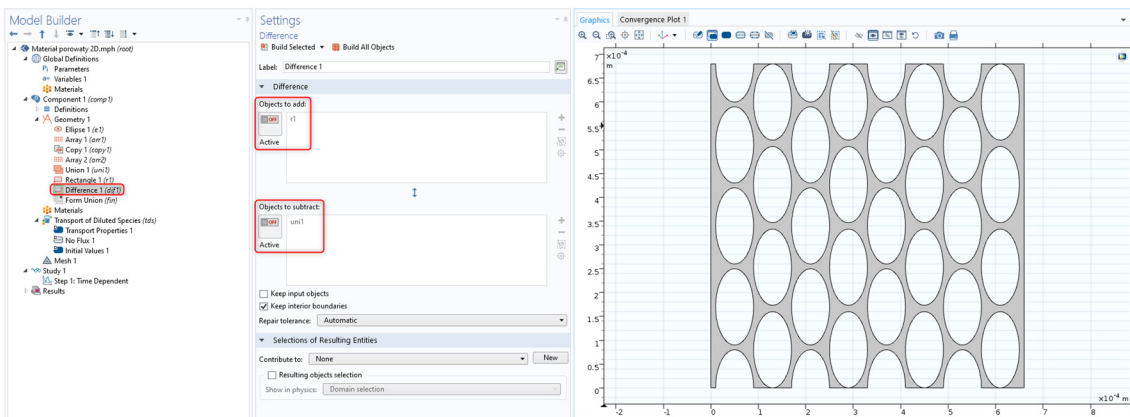 Model Builder
Material porowaty 2D.mph (root)
Global Definitions
Pi Parameters
a= Variables 1
Materials
Component 1 (comp1)
Definitions
Geometry 1
Ellipse 1 (e1)
Array 1 (arr1)
Copy 1 (copy1)
Array 2 (arr2)
Union 1 (uni1)
Rectangle 1 (r1)
Difference 1 (dif1)
Form Union (fin)
Materials
Transport of Diluted Species (tds)
Transport Properties 1
No Flux 1
Initial Values 1
Mesh 1
Study 1
Step 1: Time Dependent
Results
Settings
Difference
Build Selected Build All Objects
Label: Difference 1
Difference
Objects to add:
OFF
r1
Active
Objects to subtract:
OFF
uni1
Active
Keep input objects
Keep interior boundaries
Repair tolerance: Automatic
Selections of Resulting Entities
Contribute to: None New
Resulting objects selection
Show in physics: Domain selection
Graphics Convergence Plot 1
×10⁻⁴
7
m
6.5
6
5.5
5
4.5
4
3.5
3
2.5
2
1.5
1
0.5
0
×10⁻⁴ m
-2 -1 0 1 2 3 4 5 6 7 8